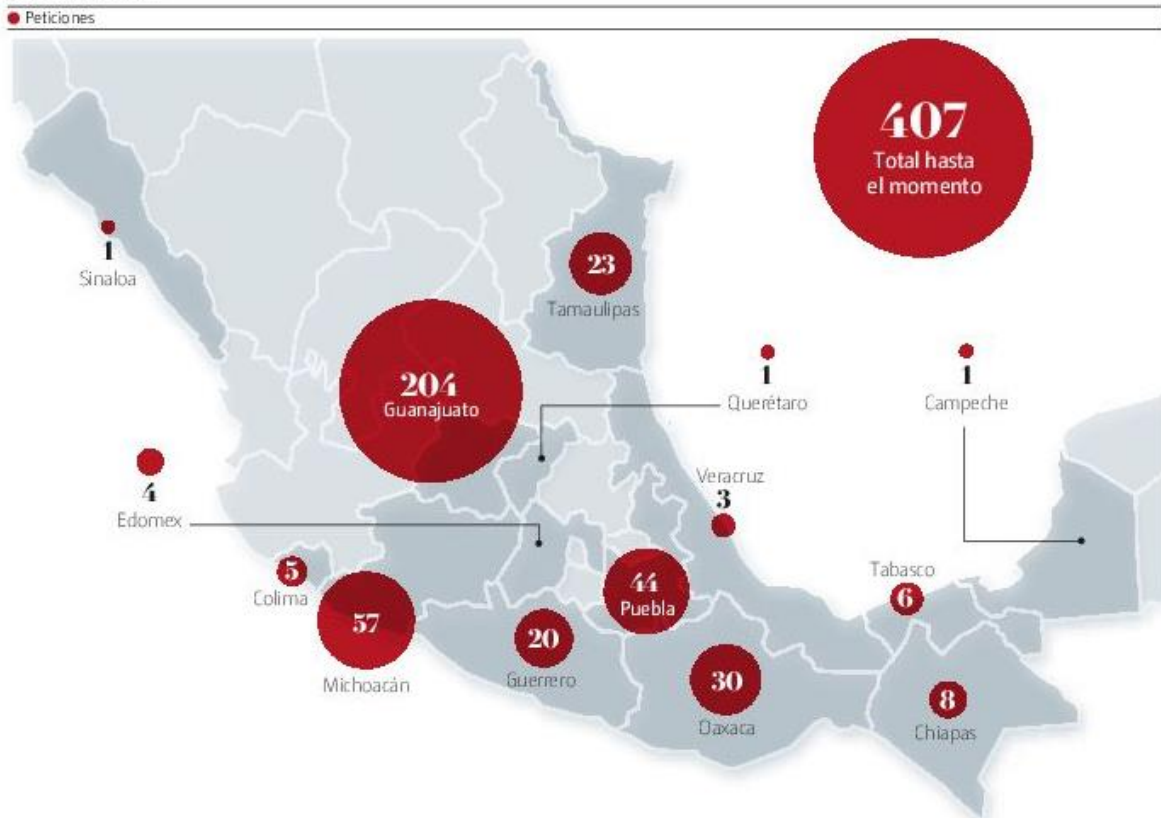 Peticiones
407
Total hasta
el momento
1
Sinaloa
23
Tamaulipas
204
Guanajuato
1
Querétaro
1
Campeche
4
Edomex
Veracruz
3
5
Colima
57
Michoacán
44
Puebla
Tabasco
6
20
Guerrero
30
Oaxaca
8
Chiapas